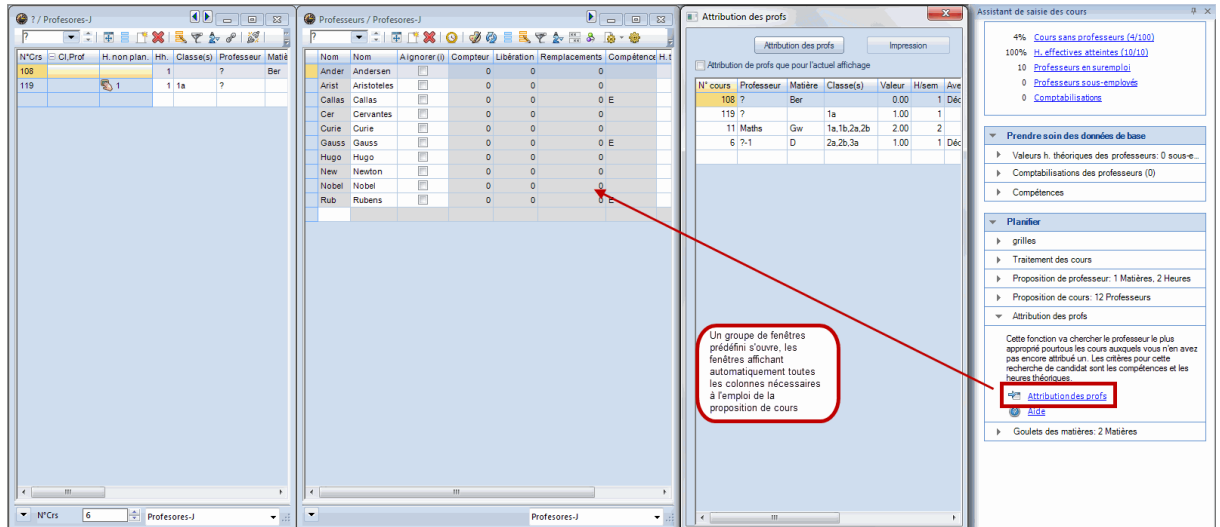 ? / Profesores-J
?
N°Crs Cl,Prof H. non plan. Hh. Classe(s) Professeur Matiè
108 1 ? Ber
119 1 1 1a ?
N°Crs 6 Profesores-J
Professeurs / Profesores-J
?
Nom Nom A ignorer (I) Compteur Libération Remplacements Compétence H. t
Ander Andersen 0 0 0
Arist Aristoteles 0 0 0
Callas Callas 0 0 0 E
Cer Cervantes 0 0 0
Curie Curie 0 0 0
Gauss Gauss 0 0 0 E
Hugo Hugo 0 0 0
New Newton 0 0 0
Nobel Nobel 0 0 0
Rub Rubens 0 0 0 E
Profesores-J
Attribution des profs
Attribution des profs Impression
Attribution de profs que pour l'actuel affichage
N° cours Professeur Matière Classe(s) Valeur H/sem Ave
108 ? Ber 0.00 1 Déc
119 ? 1a 1.00 1
11 Maths Gw 1a,1b,2a,2b 2.00 2
6 ?-1 D 2a,2b,3a 1.00 1 Déc
Un groupe de fenêtres
prédéfini s'ouvre, les
fenêtres affichant
automatiquement toutes
les colonnes nécessaires
à l'emploi de la
proposition de cours
Assistant de saisie des cours
4% Cours sans professeurs (4/100)
100% H. effectives atteintes (10/10)
10 Professeurs en suremploi
0 Professeurs sous-employés
0 Comptabilisations
Prendre soin des données de base
Valeurs h. théoriques des professeurs: 0 sous-e...
Comptabilisations des professeurs (0)
Compétences
Planifier
grilles
Traitement des cours
Proposition de professeur: 1 Matières, 2 Heures
Proposition de cours: 12 Professeurs
Attribution des profs
Cette fonction va chercher le professeur le plus
approprié pourtous les cours auxquels vous n'en avez
pas encore attribué un. Les critères pour cette
recherche de candidat sont les compétences et les
heures théoriques.
Attribution des profs
Aide
Goulets des matières: 2 Matières